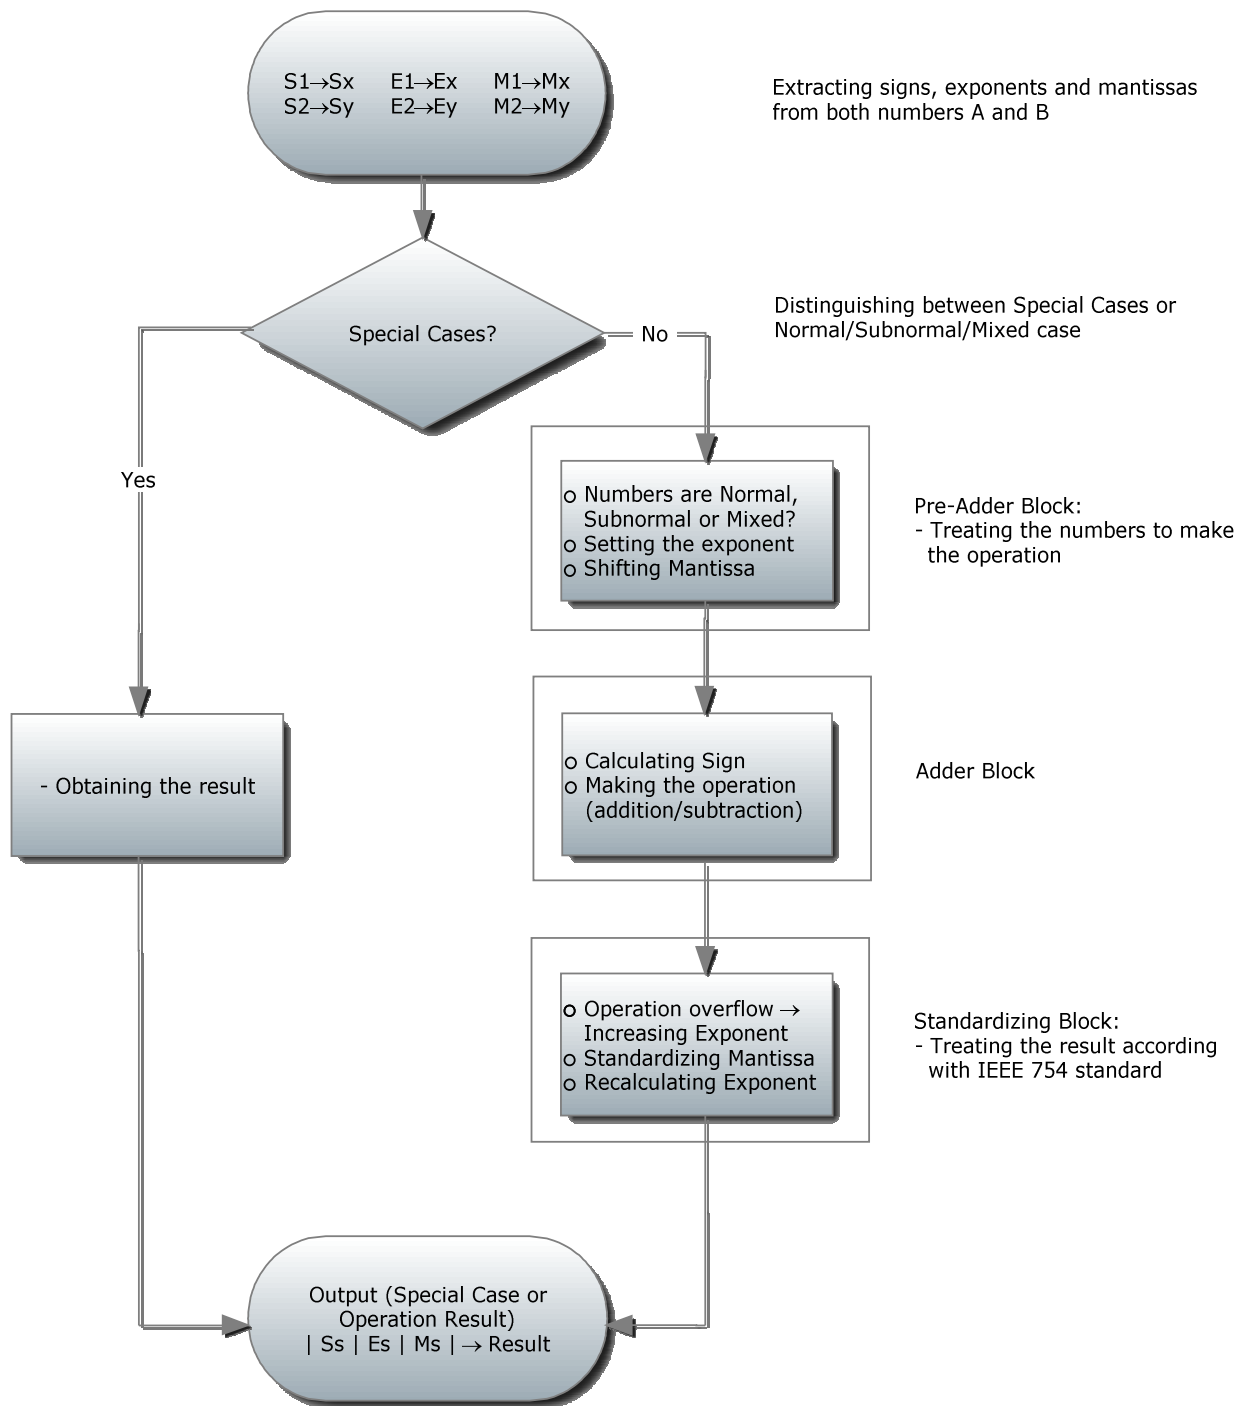 S1→Sx E1→Ex M1→Mx
S2→Sy E2→Ey M2→My
Extracting signs, exponents and mantissas
from both numbers A and B
Special Cases?
Distinguishing between Special Cases or
Normal/Subnormal/Mixed case
No
Yes
○ Numbers are Normal,
Subnormal or Mixed?
○ Setting the exponent
○ Shifting Mantissa
Pre-Adder Block:
- Treating the numbers to make
the operation
- Obtaining the result
○ Calculating Sign
○ Making the operation
(addition/subtraction)
Adder Block
○ Operation overflow →
Increasing Exponent
○ Standardizing Mantissa
○ Recalculating Exponent
Standardizing Block:
- Treating the result according
with IEEE 754 standard
Output (Special Case or
Operation Result)
| Ss | Es | Ms | → Result